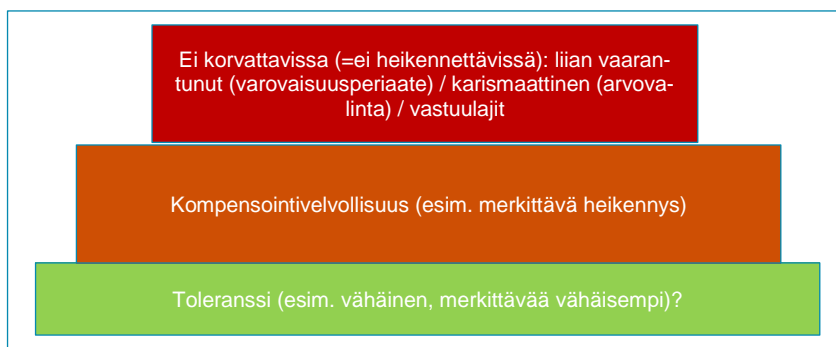 Ei korvattavissa (=ei heikennettävissä): liian vaaran-
tunut (varovaisuusperiaate) / karismaattinen (arvova-
linta) / vastuulajit
Kompensointivelvollisuus (esim. merkittävä heikennys)
Toleranssi (esim. vähäinen, merkittävää vähäisempi)?